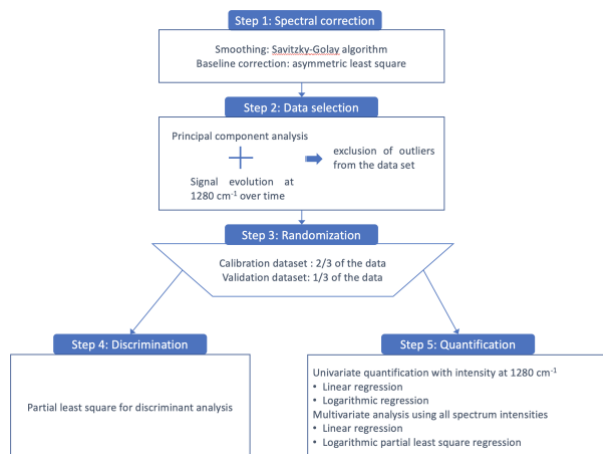 Step 1: Spectral correction
Smoothing: Savitzky-Golay algorithm
Baseline correction: asymmetric least square
Step 2: Data selection
Principal component analysis
exclusion of outliers
from the data set
Signal evolution at
1280 cm⁻¹ over time
Step 3: Randomization
Calibration dataset : 2/3 of the data
Validation dataset: 1/3 of the data
Step 4: Discrimination
Partial least square for discriminant analysis
Step 5: Quantification
Univariate quantification with intensity at 1280 cm⁻¹
• Linear regression
• Logarithmic regression
Multivariate analysis using all spectrum intensities
• Linear regression
• Logarithmic partial least square regression